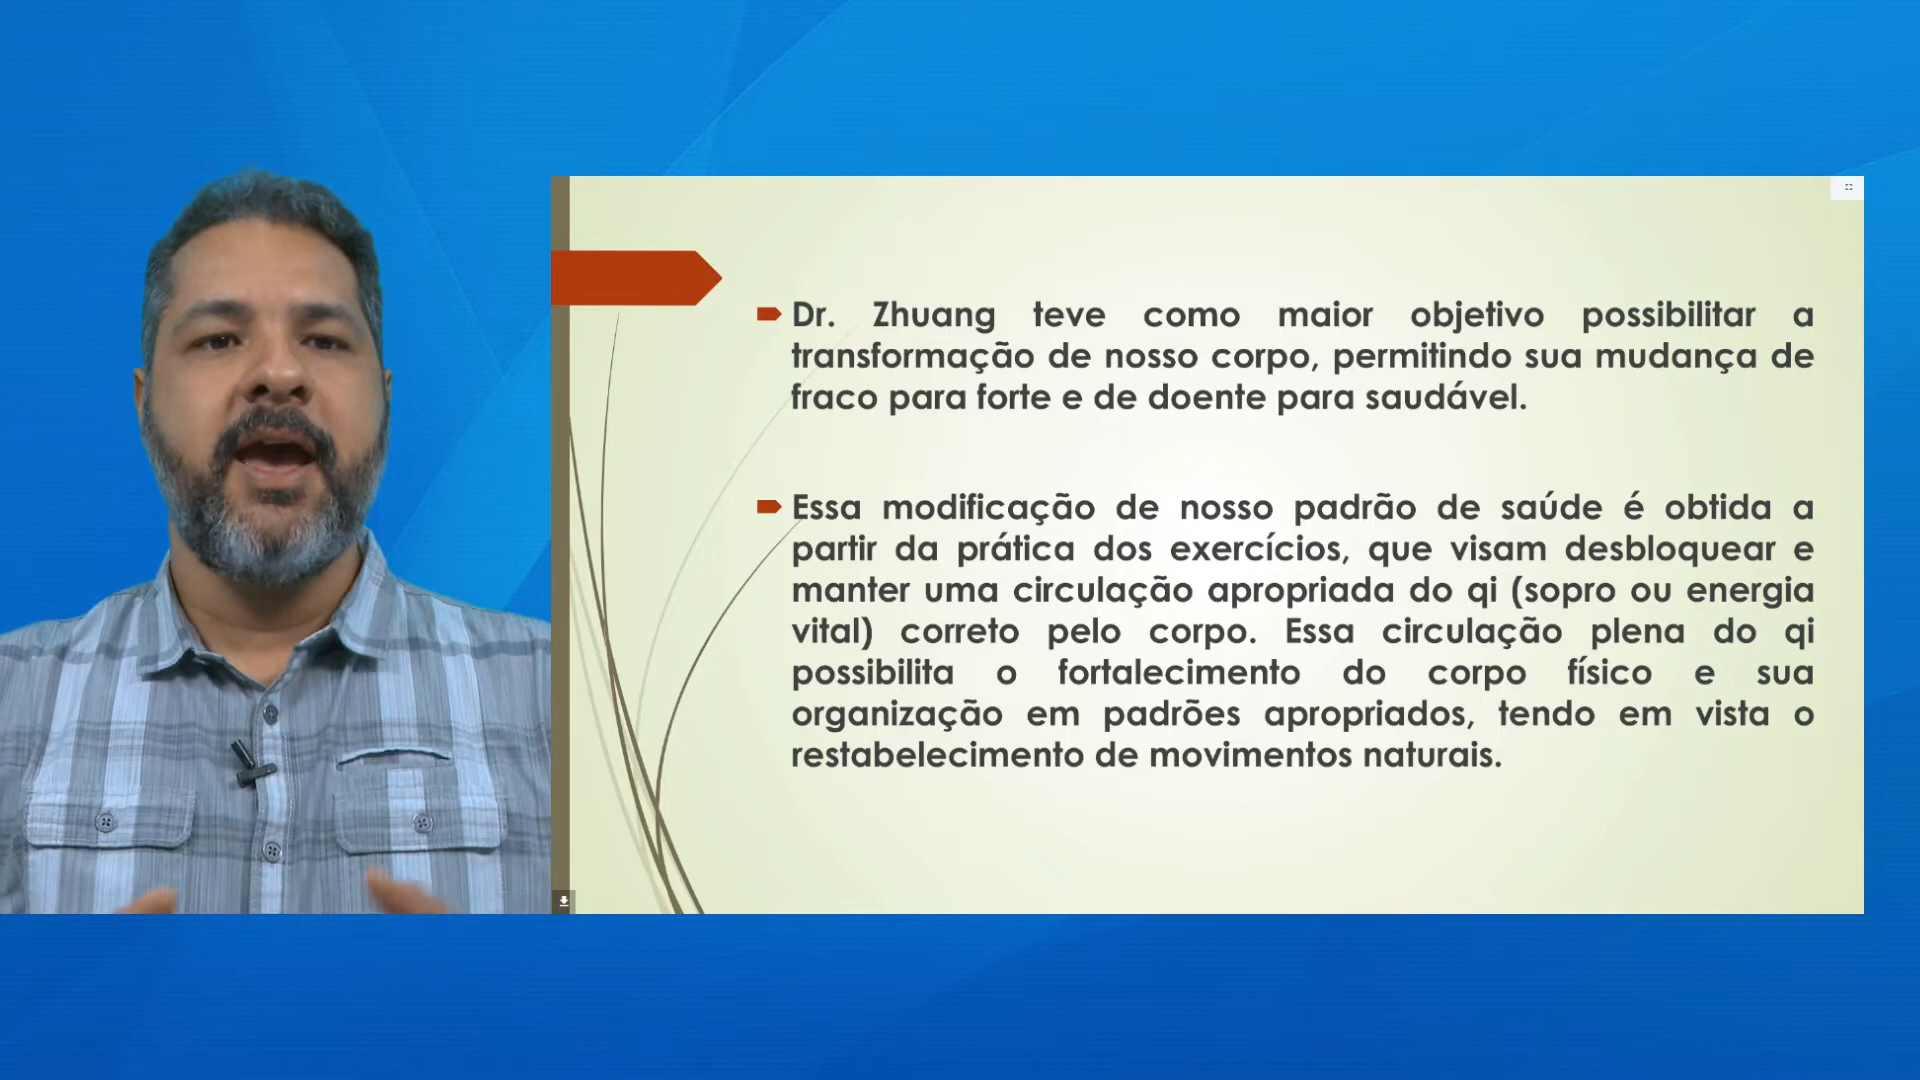 Dr. Zhuang teve como maior objetivo possibilitar a
transformação de nosso corpo, permitindo sua mudança de
fraco para forte e de doente para saudável.
Essa modificação de nosso padrão de saúde é obtida a
partir da prática dos exercícios, que visam desbloquear e
manter uma circulação apropriada do qi (sopro ou energia
vital) correto pelo corpo. Essa circulação plena do qi
possibilita o fortalecimento do corpo físico e sua
organização em padrões apropriados, tendo em vista o
restabelecimento de movimentos naturais.